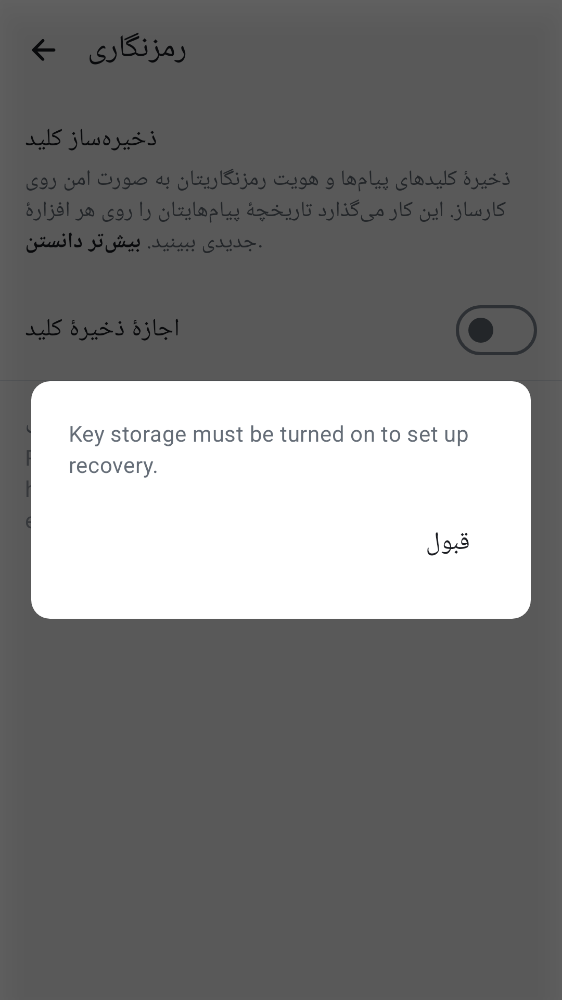 رمزنگاری
ذخیره‌ساز کلید
ذخیرهٔ کلیدهای پیام‌ها و هویت رمزنگاریتان به صورت امن روی
کارساز. این کار می‌گذارد تاریخچهٔ پیام‌هایتان را روی هر افزارهٔ
جدیدی ببینید. بیش‌تر دانستن.
اجازهٔ ذخیرهٔ کلید
Key storage must be turned on to set up
recovery.
قبول